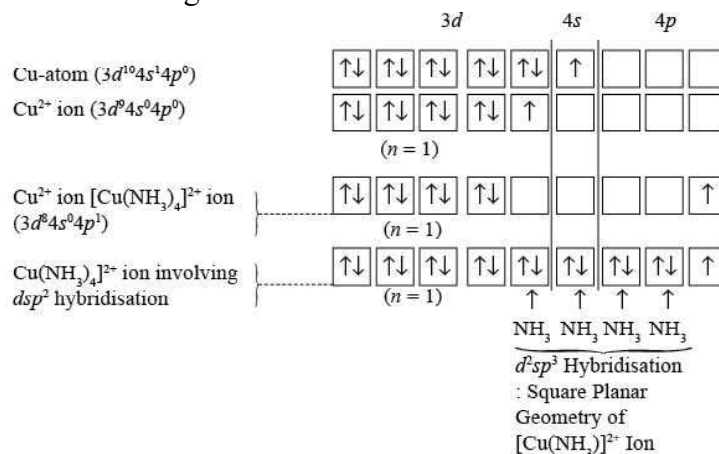 3d 4s 4p
Cu-atom (3d¹⁰4s¹4p⁰) ↑↓ ↑↓ ↑↓ ↑↓ ↑↓ ↑
Cu²⁺ ion (3d⁹4s⁰4p⁰) ↑↓ ↑↓ ↑↓ ↑↓ ↑
(n = 1)
Cu²⁺ ion [Cu(NH₃)₄]²⁺ ion ↑↓ ↑↓ ↑↓ ↑↓ ↑
(3d⁸4s⁰4p¹)
(n = 1)
Cu(NH₃)₄]²⁺ ion involving ↑↓ ↑↓ ↑↓ ↑↓ ↑↓ ↑↓ ↑↓ ↑↓ ↑
dsp² hybridisation
(n = 1)
↑ ↑ ↑ ↑
NH₃ NH₃ NH₃ NH₃
d²sp³ Hybridisation
: Square Planar
Geometry of
[Cu(NH₃)]²⁺ Ion